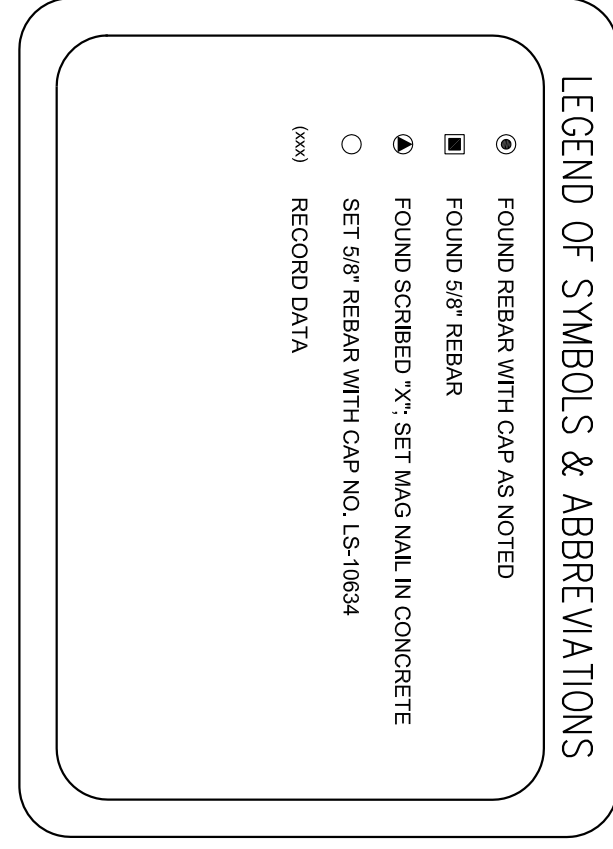 LEGEND OF SYMBOLS & ABBREVIATIONS
FOUND REBAR WITH CAP AS NOTED
FOUND 5/8" REBAR
FOUND SCRIBED "X"; SET MAG NAIL IN CONCRETE
SET 5/8" REBAR WITH CAP NO. LS-10634
(xxx) RECORD DATA